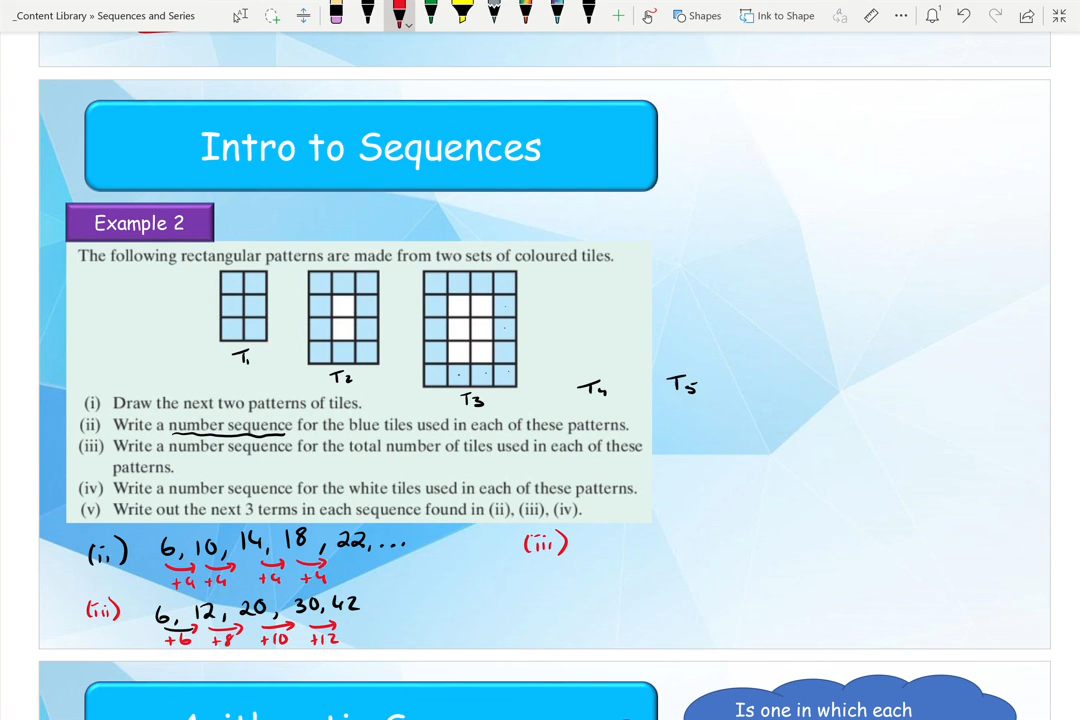 _Content Library » Sequences and Series
Shapes
Ink to Shape
Intro to Sequences
Example 2
The following rectangular patterns are made from two sets of coloured tiles.
T1
T2
T3
T4
T5
(i) Draw the next two patterns of tiles.
(ii) Write a number sequence for the blue tiles used in each of these patterns.
(iii) Write a number sequence for the total number of tiles used in each of these
patterns.
(iv) Write a number sequence for the white tiles used in each of these patterns.
(v) Write out the next 3 terms in each sequence found in (ii), (iii), (iv).
(ii) 6, 10, 14, 18, 22, ...
+4 +4 +4 +4
(iii)
(iii) 6, 12, 20, 30, 42
+6 +8 +10 +12
Is one in which each